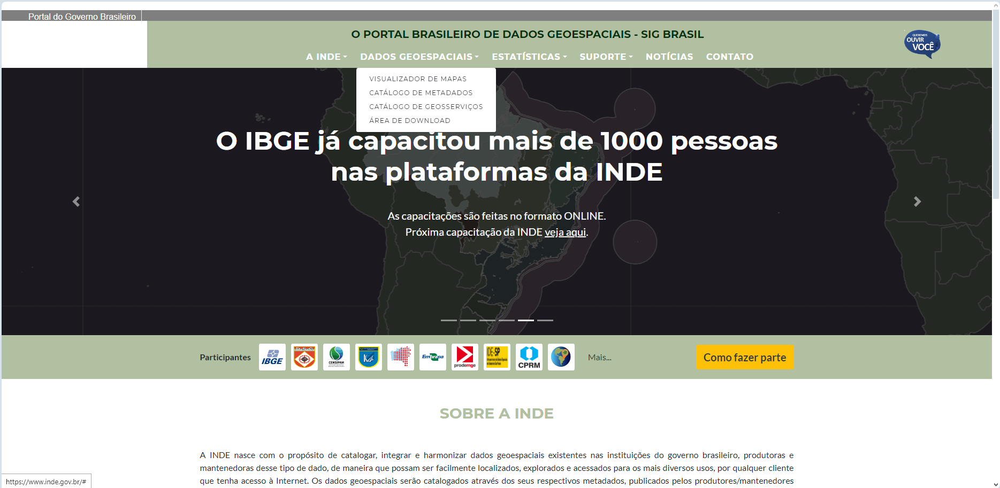 Portal do Governo Brasileiro
O PORTAL BRASILEIRO DE DADOS GEOESPACIAIS - SIG BRASIL
QUEREMOS
OUVIR
VOCÊ
A INDE DADOS GEOESPACIAIS ESTATÍSTICAS SUPORTE NOTÍCIAS CONTATO
VISUALIZADOR DE MAPAS
CATÁLOGO DE METADADOS
CATÁLOGO DE GEOSSERVIÇOS
ÁREA DE DOWNLOAD
O IBGE já capacitou mais de 1000 pessoas
nas plataformas da INDE
As capacitações são feitas no formato ONLINE.
Próxima capacitação da INDE veja aqui.
Participantes
IBGE
D.S.G.
CENSIPAM
Embrapa
prodemge
IDE-SP
CPRM
Mais...
Como fazer parte
SOBRE A INDE
A INDE nasce com o propósito de catalogar, integrar e harmonizar dados geoespaciais existentes nas instituições do governo brasileiro, produtoras e
mantenedoras desse tipo de dado, de maneira que possam ser facilmente localizados, explorados e acessados para os mais diversos usos, por qualquer cliente
que tenha acesso à Internet. Os dados geoespaciais serão catalogados através dos seus respectivos metadados, publicados pelos produtores/mantenedores
https://www.inde.gov.br/#